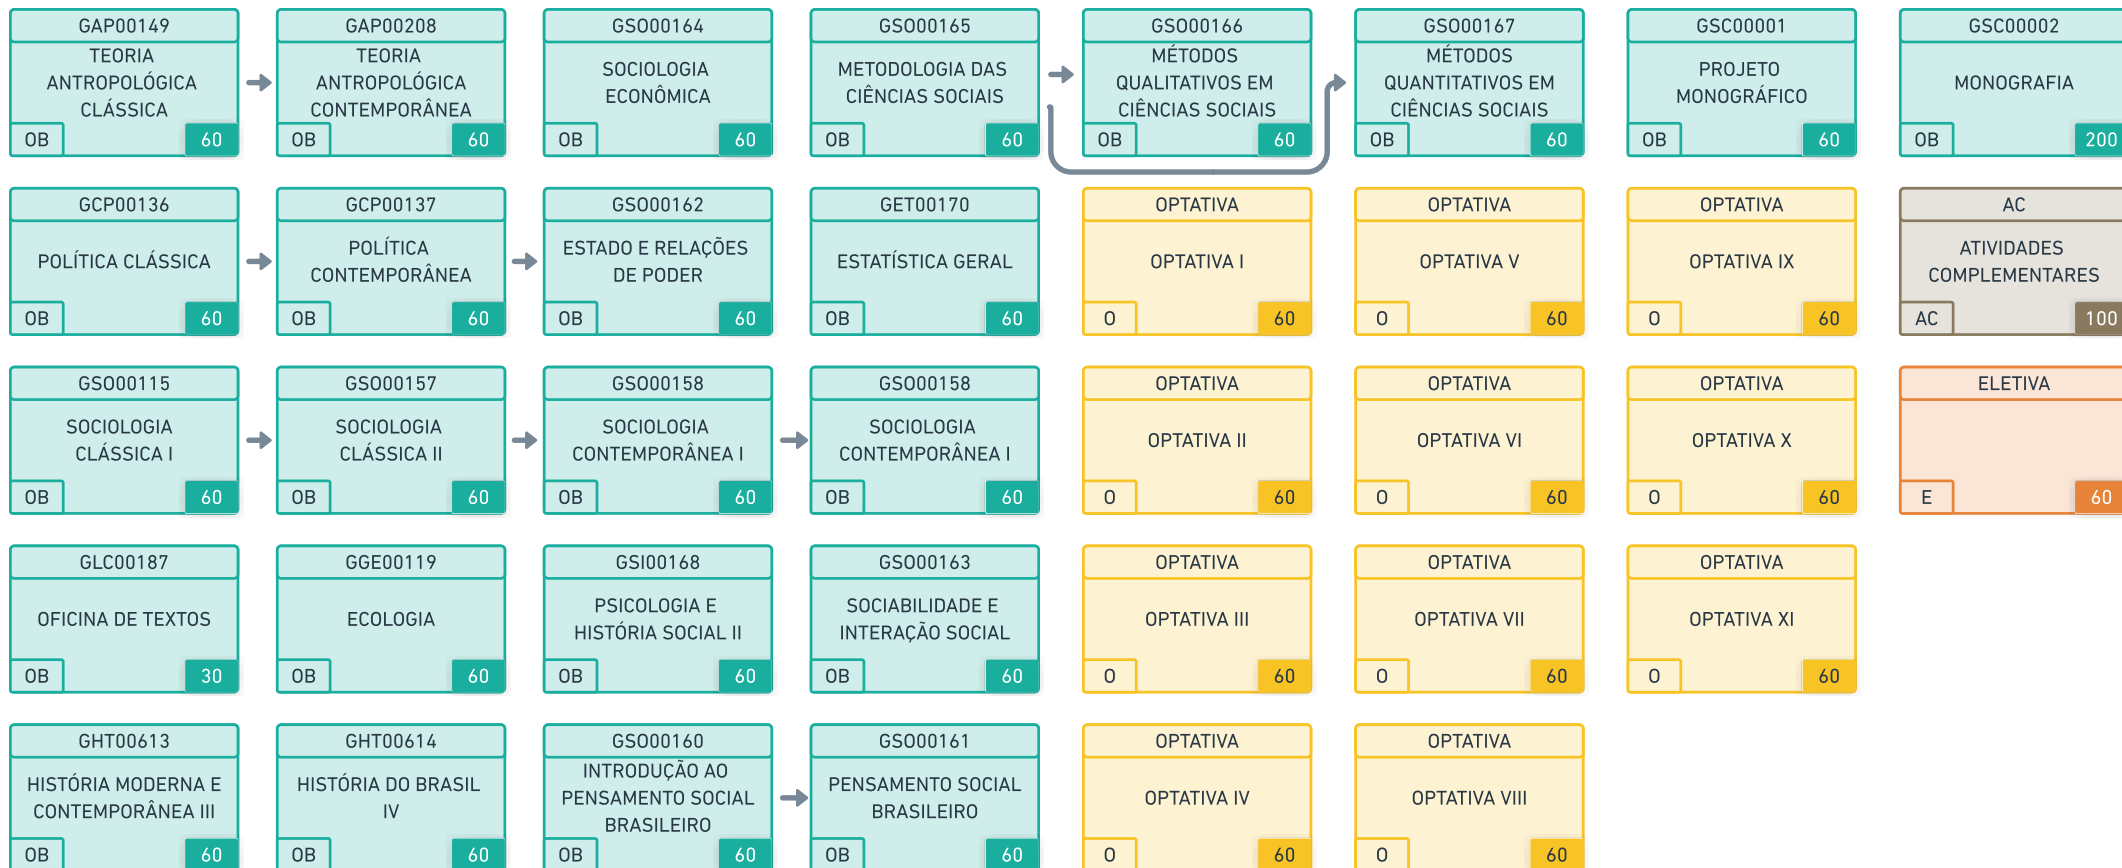 GAP00149
TEORIA
ANTROPOLÓGICA
CLÁSSICA
OB
60
GAP00208
TEORIA
ANTROPOLÓGICA
CONTEMPORÂNEA
OB
60
GSO00164
SOCIOLOGIA
ECONÔMICA
OB
60
GSO00165
METODOLOGIA DAS
CIÊNCIAS SOCIAIS
OB
60
GSO00166
MÉTODOS
QUALITATIVOS EM
CIÊNCIAS SOCIAIS
OB
60
GSO00167
MÉTODOS
QUANTITATIVOS EM
CIÊNCIAS SOCIAIS
OB
60
GSC00001
PROJETO
MONOGRÁFICO
OB
60
GSC00002
MONOGRAFIA
OB
200
GCP00136
POLÍTICA CLÁSSICA
OB
60
GCP00137
POLÍTICA
CONTEMPORÂNEA
OB
60
GSO00162
ESTADO E RELAÇÕES
DE PODER
OB
60
GET00170
ESTATÍSTICA GERAL
OB
60
OPTATIVA
OPTATIVA I
O
60
OPTATIVA
OPTATIVA V
O
60
OPTATIVA
OPTATIVA IX
O
60
AC
ATIVIDADES
COMPLEMENTARES
AC
100
GSO00115
SOCIOLOGIA
CLÁSSICA I
OB
60
GSO00157
SOCIOLOGIA
CLÁSSICA II
OB
60
GSO00158
SOCIOLOGIA
CONTEMPORÂNEA I
OB
60
GSO00158
SOCIOLOGIA
CONTEMPORÂNEA I
OB
60
OPTATIVA
OPTATIVA II
O
60
OPTATIVA
OPTATIVA VI
O
60
OPTATIVA
OPTATIVA X
O
60
ELETIVA
E
60
GLC00187
OFICINA DE TEXTOS
OB
30
GGE00119
ECOLOGIA
OB
60
GSI00168
PSICOLOGIA E
HISTÓRIA SOCIAL II
OB
60
GSO00163
SOCIABILIDADE E
INTERAÇÃO SOCIAL
OB
60
OPTATIVA
OPTATIVA III
O
60
OPTATIVA
OPTATIVA VII
O
60
OPTATIVA
OPTATIVA XI
O
60
GHT00613
HISTÓRIA MODERNA E
CONTEMPORÂNEA III
OB
60
GHT00614
HISTÓRIA DO BRASIL
IV
OB
60
GSO00160
INTRODUÇÃO AO
PENSAMENTO SOCIAL
BRASILEIRO
OB
60
GSO00161
PENSAMENTO SOCIAL
BRASILEIRO
OB
60
OPTATIVA
OPTATIVA IV
O
60
OPTATIVA
OPTATIVA VIII
O
60